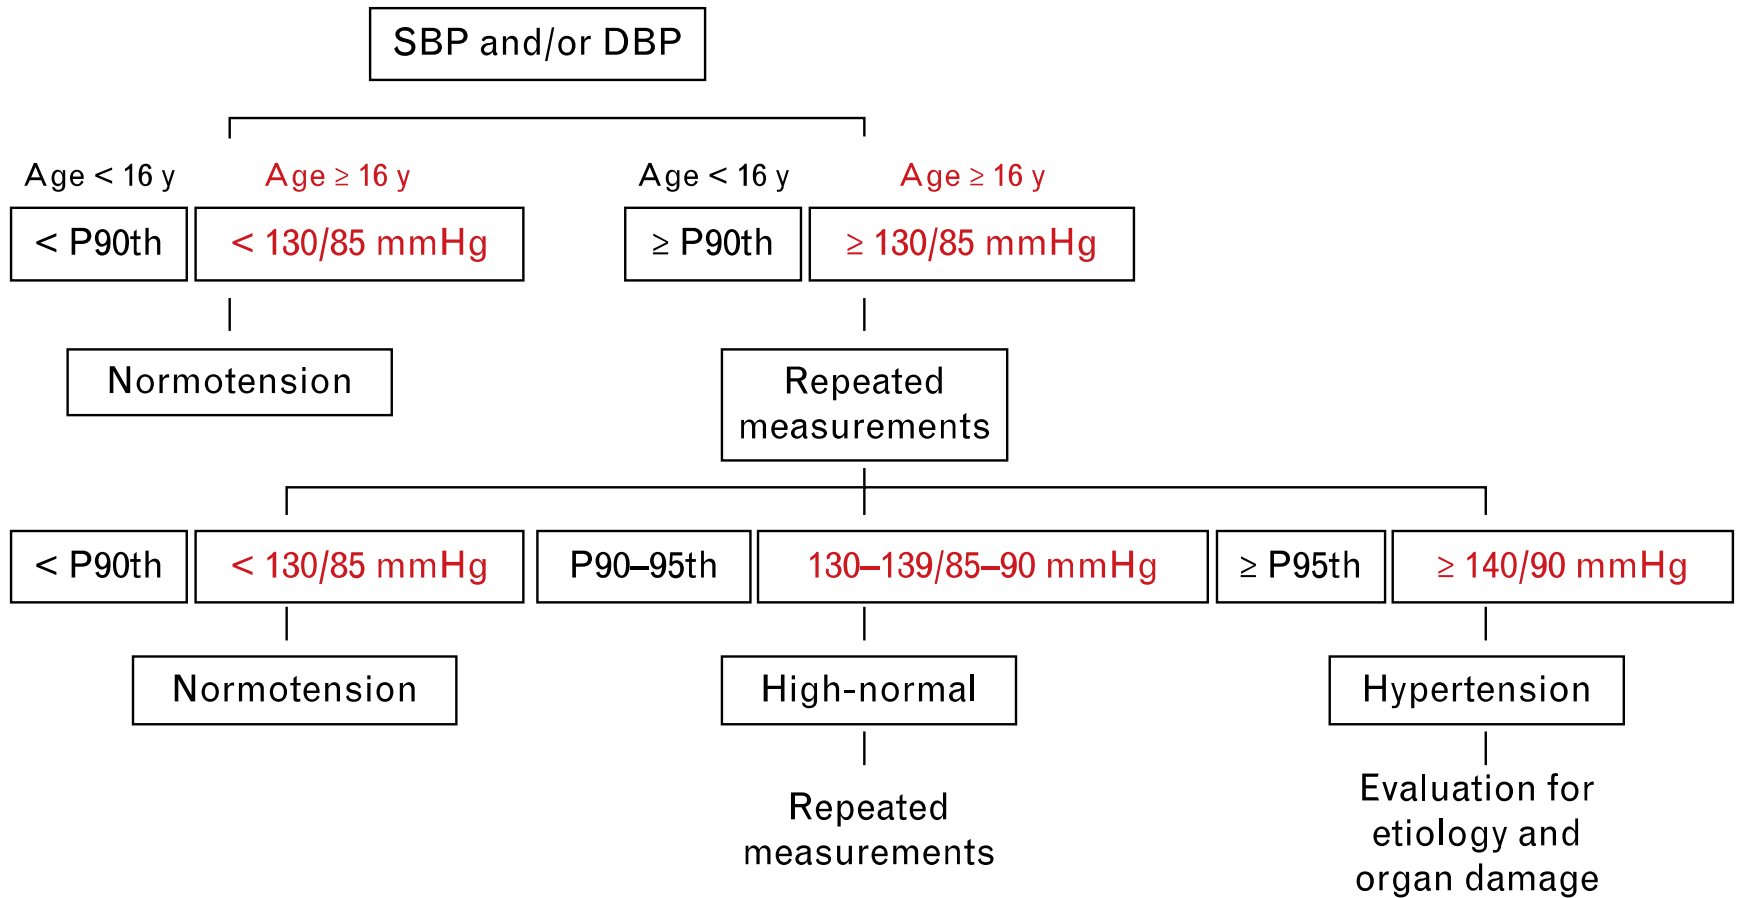 SBP and/or DBP
Age < 16 y
Age ≥ 16 y
Age < 16 y
Age ≥ 16 y
< P90th
< 130/85 mmHg
≥ P90th
≥ 130/85 mmHg
Normotension
Repeated
measurements
< P90th
< 130/85 mmHg
P90–95th
130–139/85–90 mmHg
≥ P95th
≥ 140/90 mmHg
Normotension
High-normal
Hypertension
Repeated
measurements
Evaluation for
etiology and
organ damage